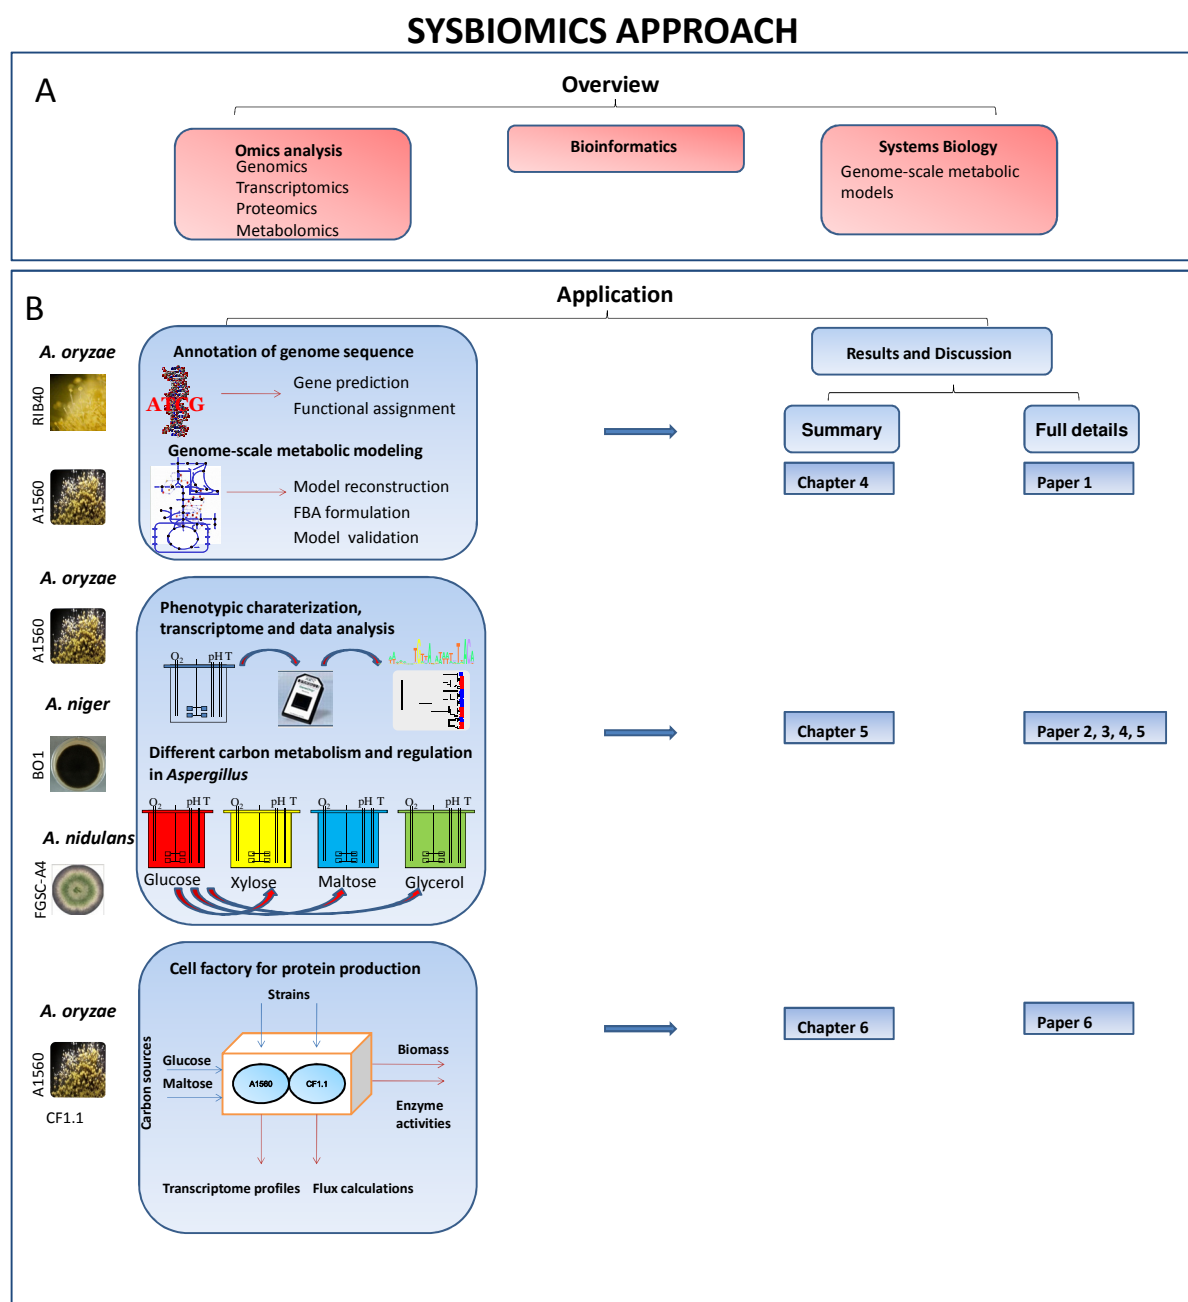 SYSBIOMICS APPROACH
A
Overview
Omics analysis
Genomics
Transcriptomics
Proteomics
Metabolomics
Bioinformatics
Systems Biology
Genome-scale metabolic
models
B
Application
A. oryzae
RIB40
A1560
Annotation of genome sequence
ATCG
Gene prediction
Functional assignment
Genome-scale metabolic modeling
Model reconstruction
FBA formulation
Model validation
Results and Discussion
Summary
Full details
Chapter 4
Paper 1
A. oryzae
A1560
A. niger
BO1
A. nidulans
FGSC-A4
Phenotypic charaterization,
transcriptome and data analysis
O2 pH T
Different carbon metabolism and regulation
in Aspergillus
O2 pH T
O2 pH T
O2 pH T
O2 pH T
Glucose
Xylose
Maltose
Glycerol
Chapter 5
Paper 2, 3, 4, 5
A. oryzae
A1560
CF1.1
Cell factory for protein production
Strains
Carbon sources
Glucose
Maltose
A1560
CF1.1
Biomass
Enzyme
activities
Transcriptome profiles
Flux calculations
Chapter 6
Paper 6